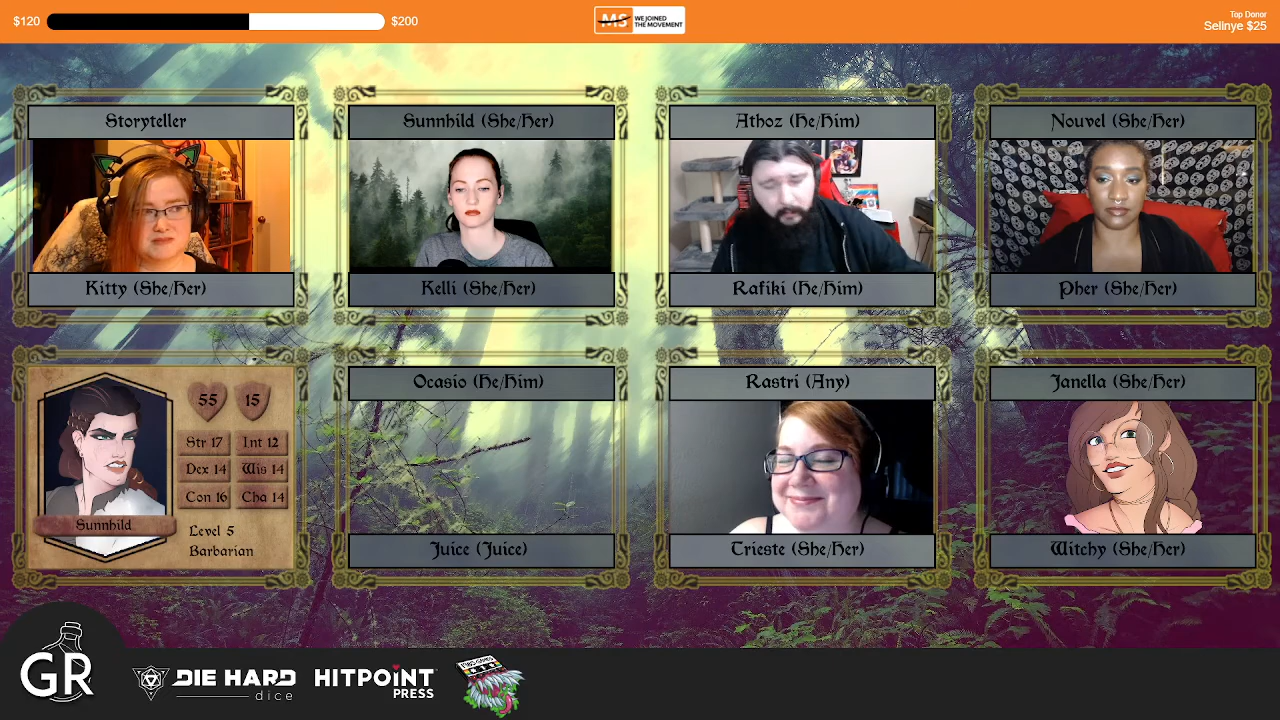 $120
$200
MS
WE JOINED
THE MOVEMENT
Top Donor
Sellnye $25
Storyteller
Kitty (She/Her)
Sunnhild (She/Her)
Kelli (She/Her)
Athoz (He/Him)
Rafiki (He/Him)
Nouvel (She/Her)
Pher (She/Her)
55
15
Str 17
Int 12
Dex 14
Wis 14
Con 16
Cha 14
Sunnhild
Level 5
Barbarian
Ocasio (He/Him)
Juice (Juice)
Rastri (Any)
Trieste (She/Her)
Janella (She/Her)
Witchy (She/Her)
GR
DIE HARD
dice
HITPOINT
PRESS